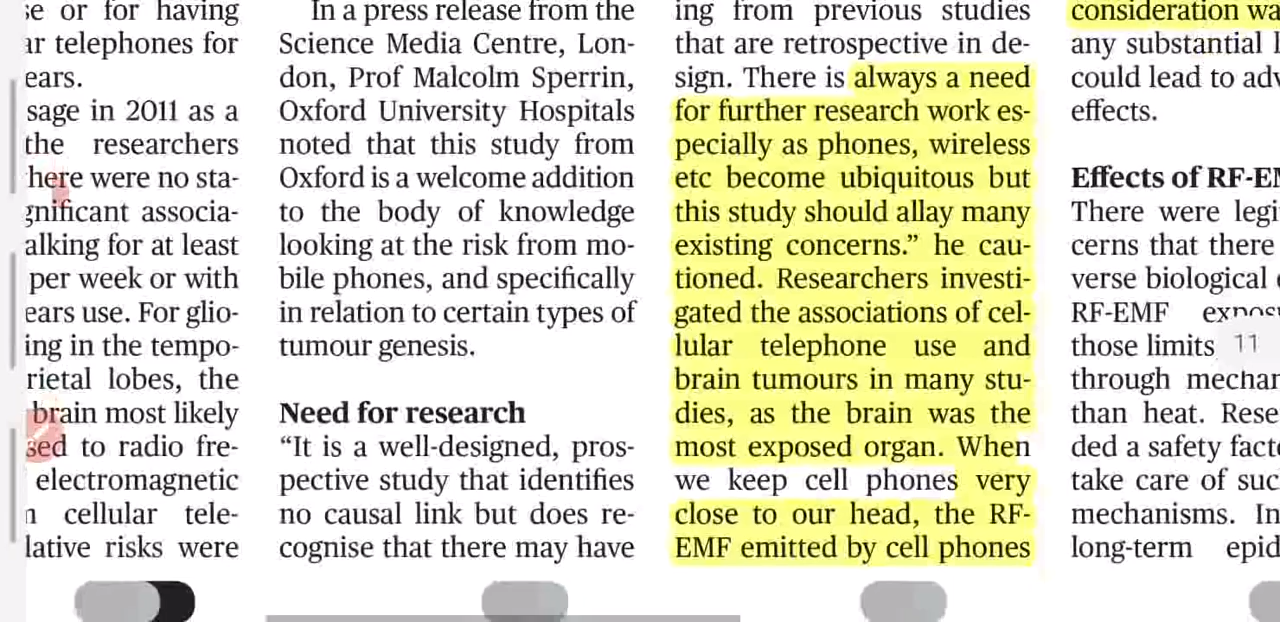 se or for having
ar telephones for
ears.
sage in 2011 as a
the researchers
here were no sta-
gnificant associa-
alking for at least
per week or with
ears use. For glio-
ing in the tempo-
rietal lobes, the
brain most likely
sed to radio fre-
electromagnetic
n cellular tele-
lative risks were
In a press release from the
Science Media Centre, Lon-
don, Prof Malcolm Sperrin,
Oxford University Hospitals
noted that this study from
Oxford is a welcome addition
to the body of knowledge
looking at the risk from mo-
bile phones, and specifically
in relation to certain types of
tumour genesis.
Need for research
“It is a well-designed, pros-
pective study that identifies
no causal link but does re-
cognise that there may have
ing from previous studies
that are retrospective in de-
sign. There is always a need
for further research work es-
pecially as phones, wireless
etc become ubiquitous but
this study should allay many
existing concerns.” he cau-
tioned. Researchers investi-
gated the associations of cel-
lular telephone use and
brain tumours in many stu-
dies, as the brain was the
most exposed organ. When
we keep cell phones very
close to our head, the RF-
EMF emitted by cell phones
consideration wa
any substantial
could lead to adv
effects.
Effects of RF-EM
There were legi
cerns that there
verse biological
RF-EMF expos
those limits
through mechan
than heat. Rese
ded a safety facto
take care of suc
mechanisms. In
long-term epid
11